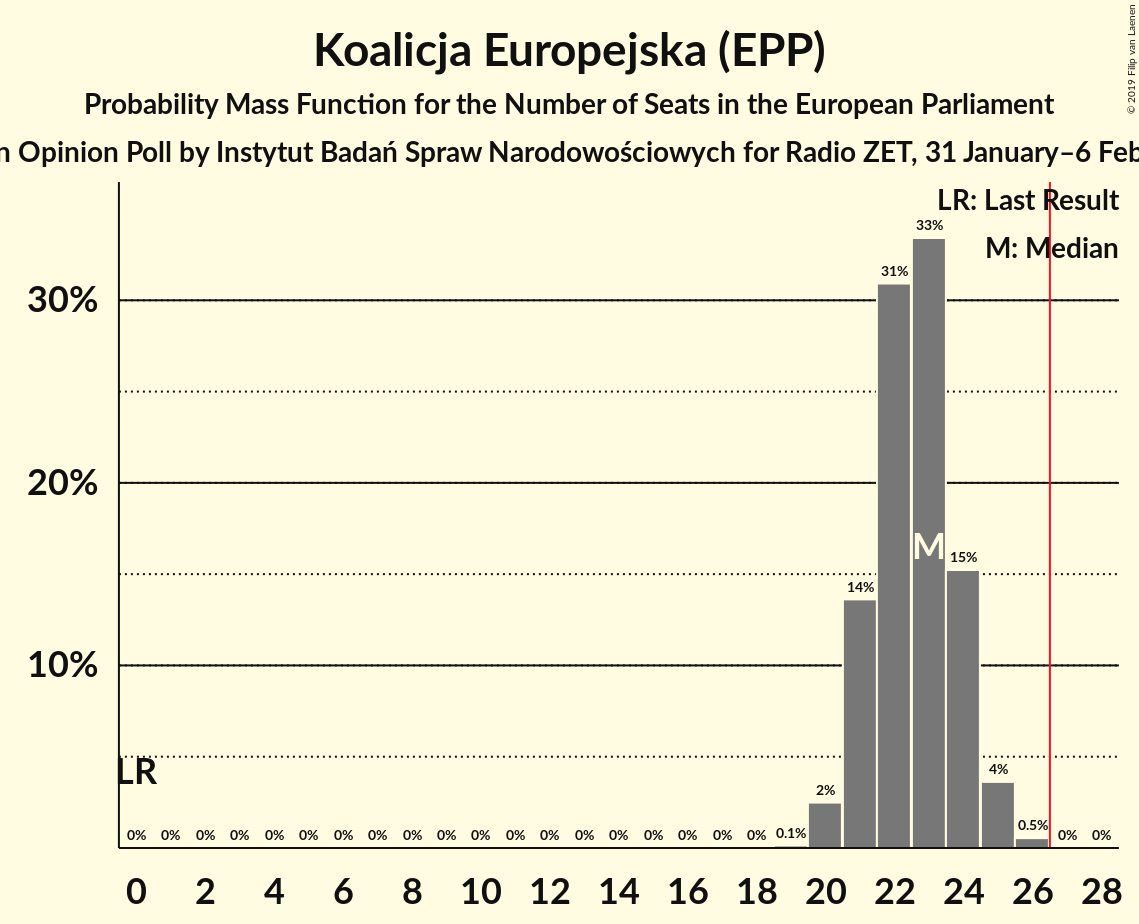 © 2019 Filip van Laenen
Koalicja Europejska (EPP)
Probability Mass Function for the Number of Seats in the European Parliament
n Opinion Poll by Instytut Badań Spraw Narodowościowych for Radio ZET, 31 January–6 Feb
LR: Last Result
M: Median
33%
31%
30%
20%
M
15%
14%
10%
LR
4%
2%
0% 0% 0% 0% 0% 0% 0% 0% 0% 0% 0% 0% 0% 0% 0% 0% 0% 0% 0% 0.1% 0.5% 0% 0%
0 2 4 6 8 10 12 14 16 18 20 22 24 26 28